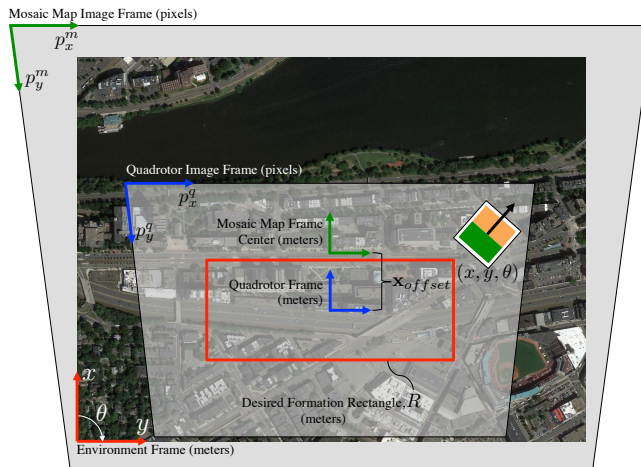 Mosaic Map Image Frame (pixels)
p_x^m
p_y^m
Quadrotor Image Frame (pixels)
p_x^q
p_y^q
Mosaic Map Frame
Center (meters)
(x, y, θ)
Quadrotor Frame
(meters)
x_offset
x
θ
y
Desired Formation Rectangle, R
(meters)
Environment Frame (meters)